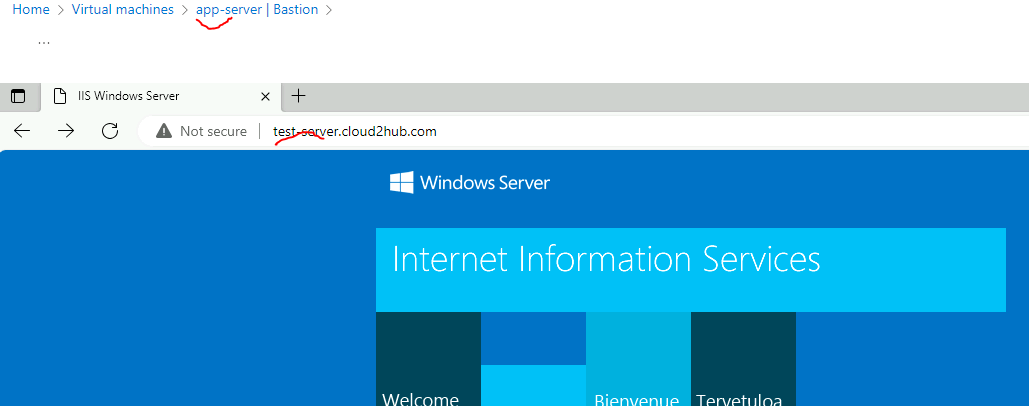 Home > Virtual machines > app-server | Bastion >
...
IIS Windows Server
Not secure | test-server.cloud2hub.com
Windows Server
Internet Information Services
Welcome Bienvenue Tervetuloa